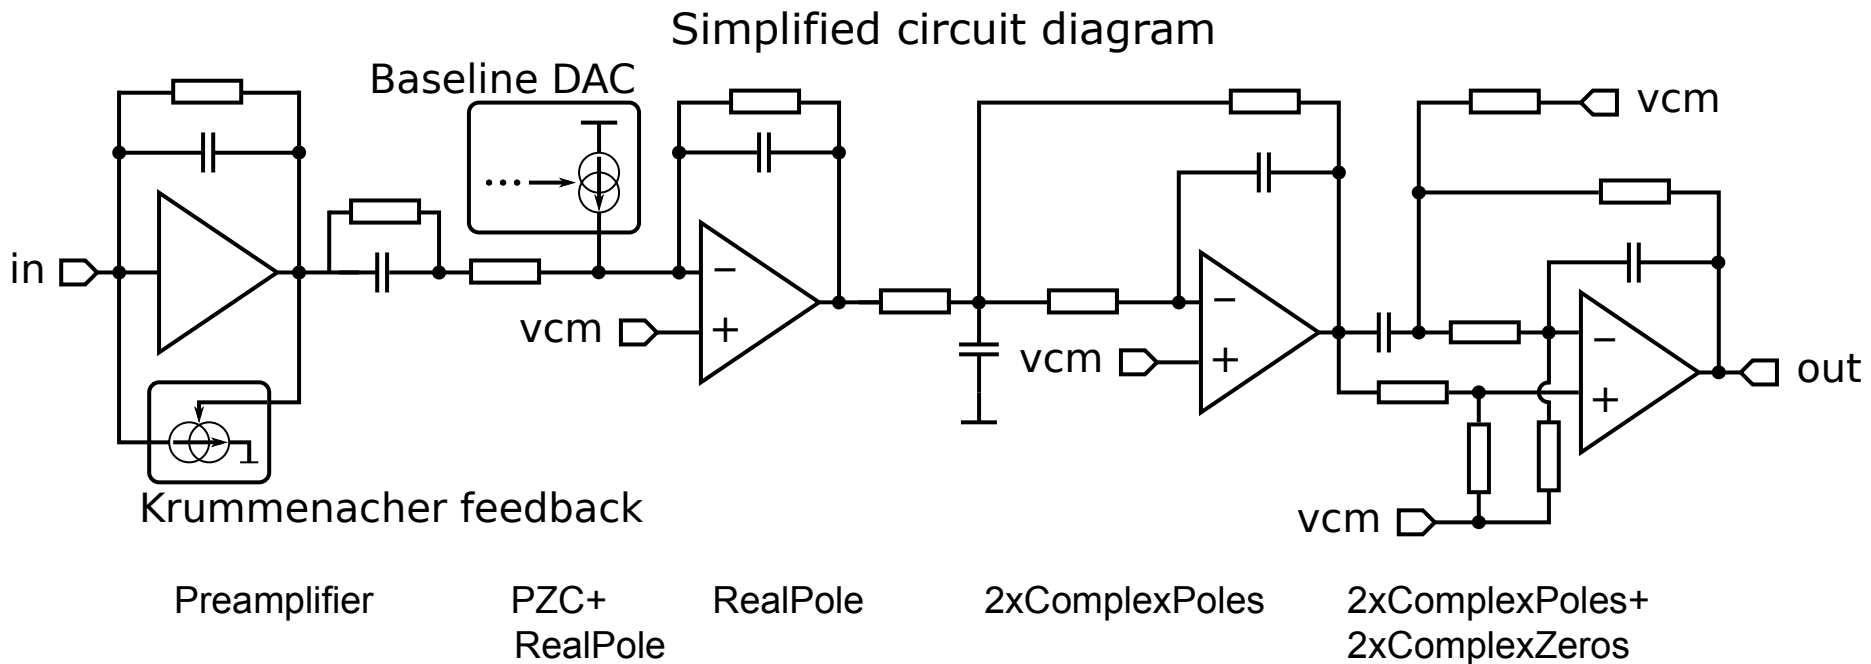 Simplified circuit diagram
Baseline DAC
vcm
in
−
vcm
+
−
vcm
+
−
+
out
vcm
Krummenacher feedback
Preamplifier
PZC+
RealPole
RealPole
2xComplexPoles
2xComplexPoles+
2xComplexZeros